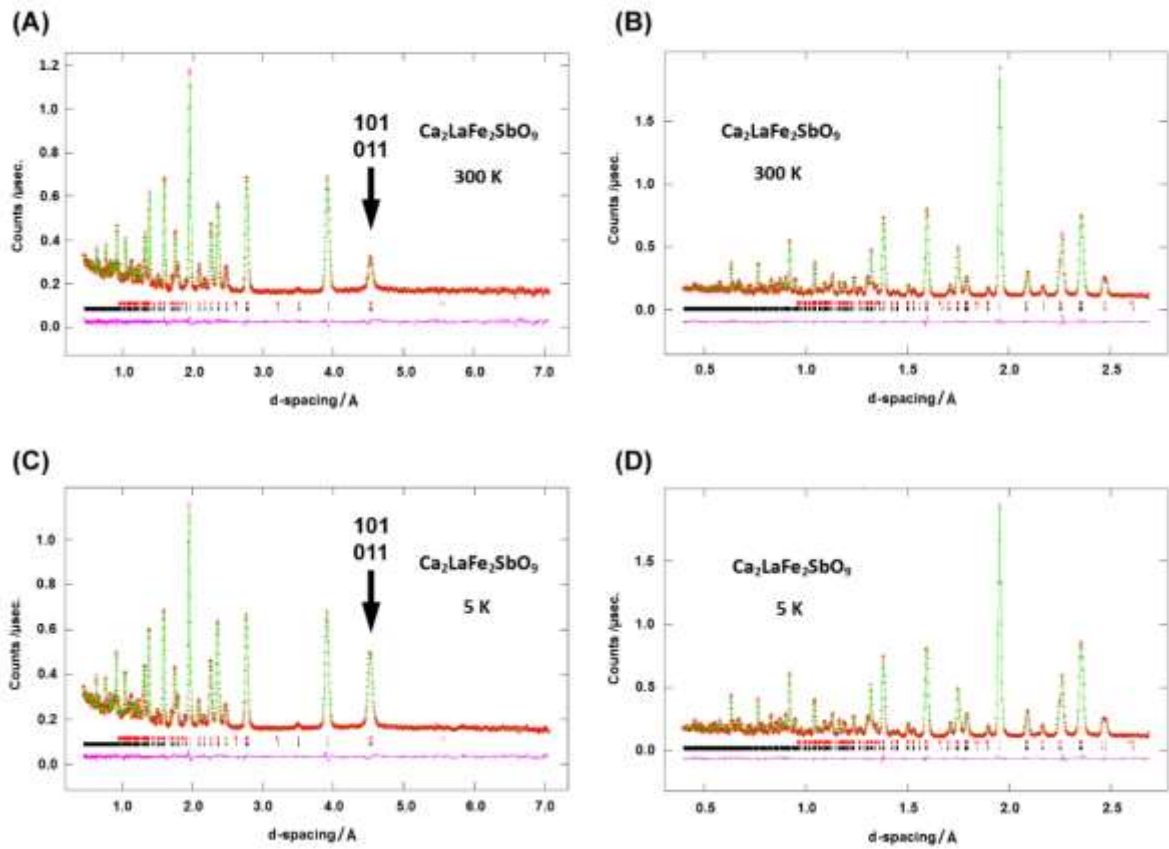 (A)
1.2
1.0
0.8
0.6
0.4
0.2
0.0
Counts /μsec.
101
011
Ca₂LaFe₂SbO₉
300 K
1.0 2.0 3.0 4.0 5.0 6.0 7.0
d-spacing/Å
(B)
1.5
1.0
0.5
0.0
Counts /μsec.
Ca₂LaFe₂SbO₉
300 K
0.5 1.0 1.5 2.0 2.5
d-spacing/Å
(C)
1.0
0.8
0.6
0.4
0.2
0.0
Counts /μsec.
101
011
Ca₂LaFe₂SbO₉
5 K
1.0 2.0 3.0 4.0 5.0 6.0 7.0
d-spacing/Å
(D)
1.5
1.0
0.5
0.0
Counts /μsec.
Ca₂LaFe₂SbO₉
5 K
0.5 1.0 1.5 2.0 2.5
d-spacing/Å